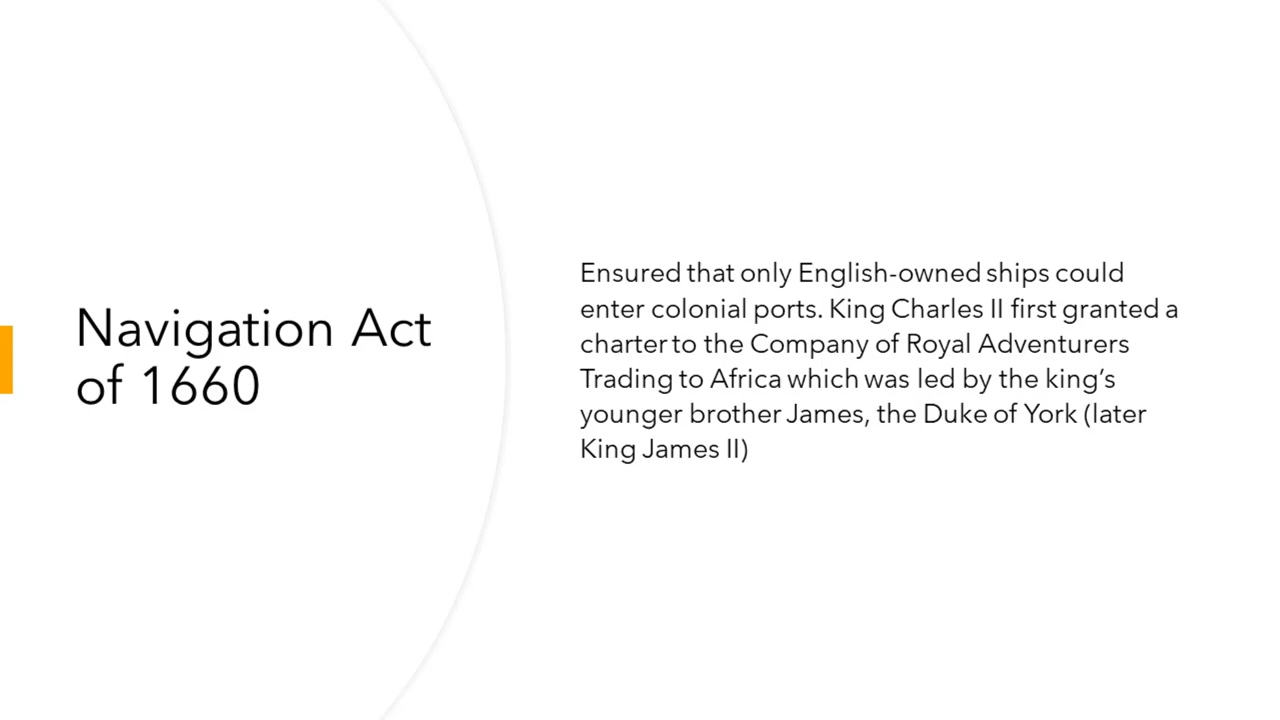 Navigation Act
of 1660
Ensured that only English-owned ships could
enter colonial ports. King Charles II first granted a
charter to the Company of Royal Adventurers
Trading to Africa which was led by the king’s
younger brother James, the Duke of York (later
King James II)